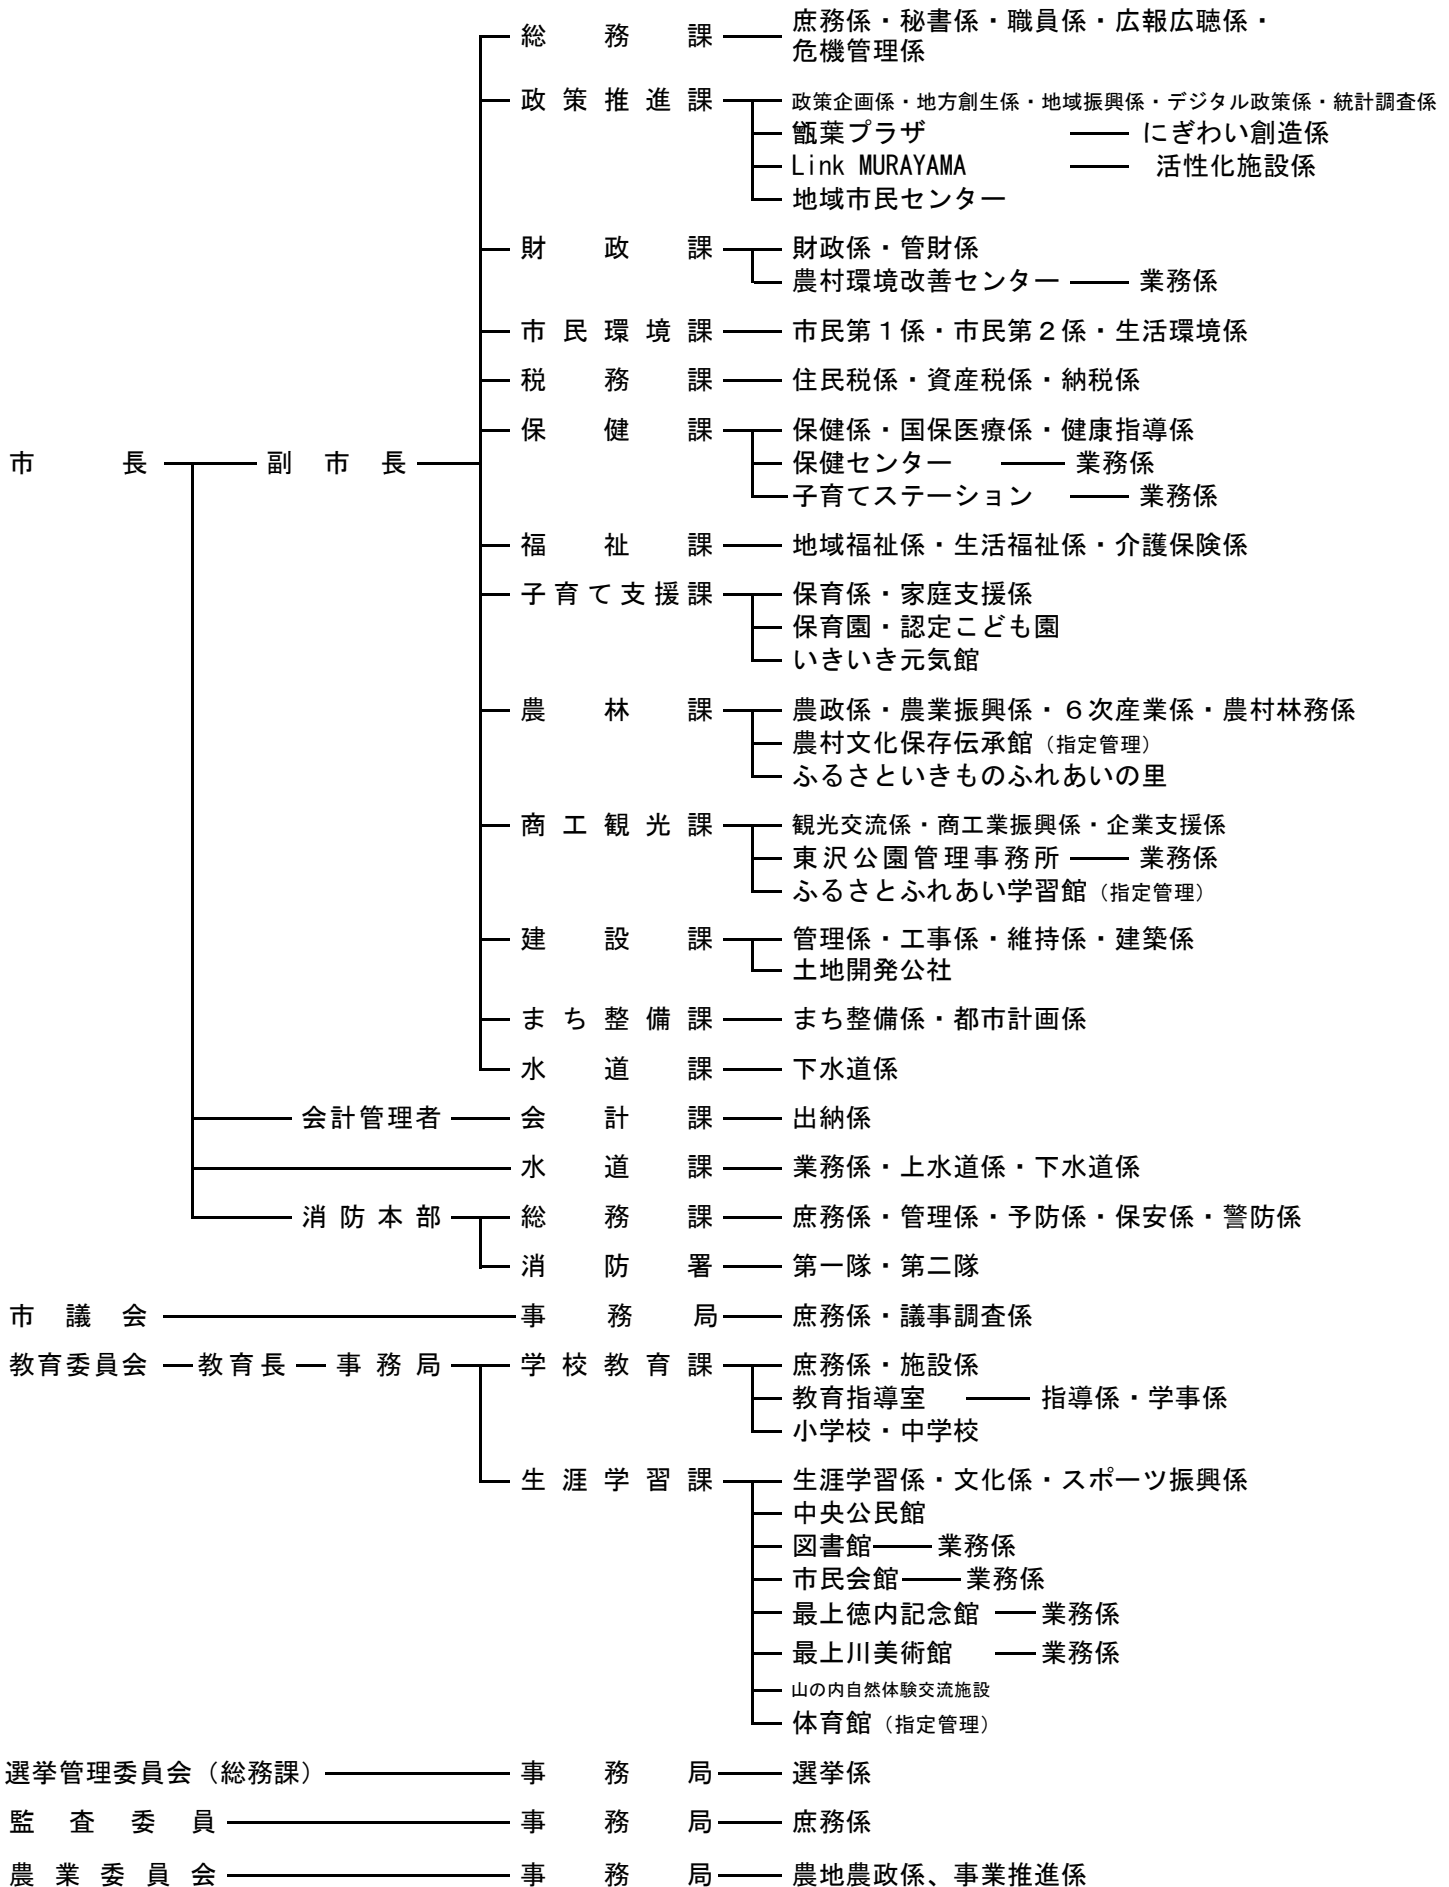 総務課 庶務係・秘書係・職員係・広報広聴係・
危機管理係
政策推進課 政策企画係・地方創生係・地域振興係・デジタル政策係・統計調査係
甑葉プラザ にぎわい創造係
Link MURAYAMA 活性化施設係
地域市民センター
財政課 財政係・管財係
農村環境改善センター 業務係
市民環境課 市民第1係・市民第2係・生活環境係
税務課 住民税係・資産税係・納税係
保健課 保健係・国保医療係・健康指導係
市長 副市長 保健センター 業務係
子育てステーション 業務係
福祉課 地域福祉係・生活福祉係・介護保険係
子育て支援課 保育係・家庭支援係
保育園・認定こども園
いきいき元気館
農林課 農政係・農業振興係・6次産業係・農村林務係
農村文化保存伝承館(指定管理)
ふるさといきものふれあいの里
商工観光課 観光交流係・商工業振興係・企業支援係
東沢公園管理事務所 業務係
ふるさとふれあい学習館(指定管理)
建設課 管理係・工事係・維持係・建築係
土地開発公社
まち整備課 まち整備係・都市計画係
水道課 下水道係
会計管理者 会計課 出納係
水道課 業務係・上水道係・下水道係
消防本部 総務課 庶務係・管理係・予防係・保安係・警防係
消防署 第一隊・第二隊
市議会 事務局 庶務係・議事調査係
教育委員会 教育長 事務局 学校教育課 庶務係・施設係
教育指導室 指導係・学事係
小学校・中学校
生涯学習課 生涯学習係・文化係・スポーツ振興係
中央公民館
図書館 業務係
市民会館 業務係
最上徳内記念館 業務係
最上川美術館 業務係
山の内自然体験交流施設
体育館(指定管理)
選挙管理委員会(総務課) 事務局 選挙係
監査委員 事務局 庶務係
農業委員会 事務局 農地農政係、事業推進係